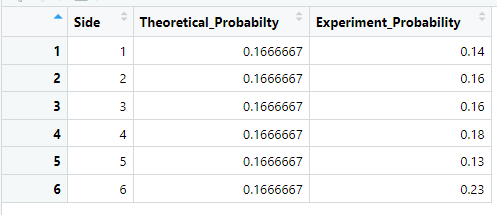 Side Theoretical_Probabilty Experiment_Probability
1 1 0.1666667 0.14
2 2 0.1666667 0.16
3 3 0.1666667 0.16
4 4 0.1666667 0.18
5 5 0.1666667 0.13
6 6 0.1666667 0.23